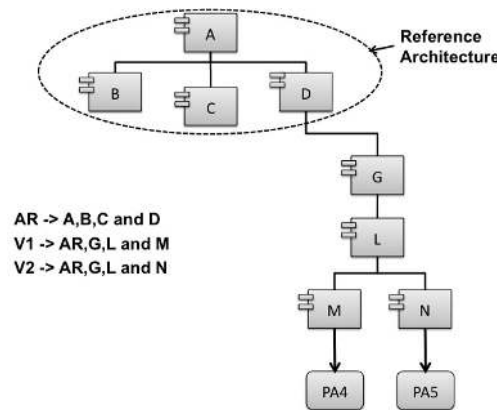 A
Reference
Architecture
B
C
D
G
AR -> A,B,C and D
V1 -> AR,G,L and M
V2 -> AR,G,L and N
L
M
N
PA4
PA5